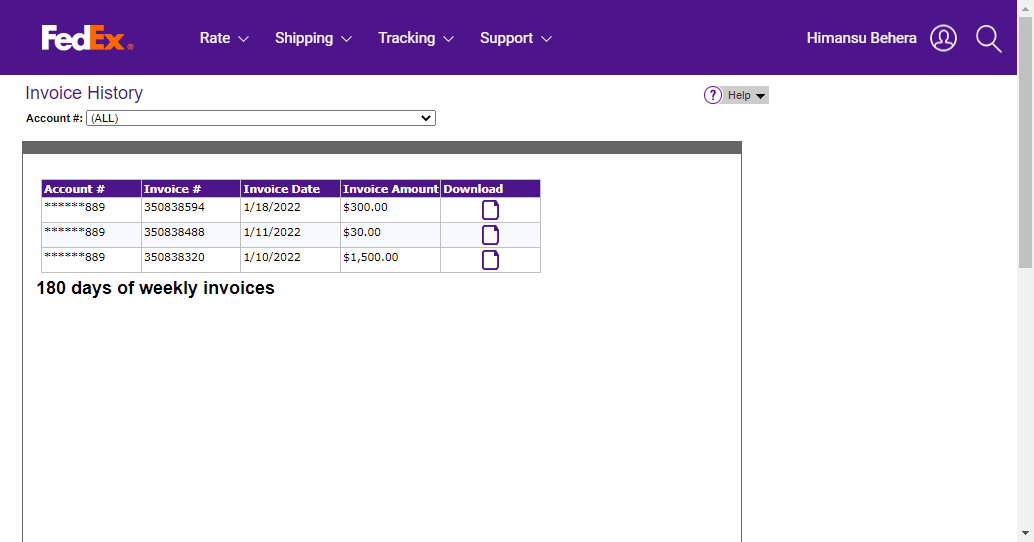 FedEx® Rate Shipping Tracking Support Himansu Behera
Invoice History
? Help
Account #: (ALL)
Account # Invoice # Invoice Date Invoice Amount Download
******889 350838594 1/18/2022 $300.00
******889 350838488 1/11/2022 $30.00
******889 350838320 1/10/2022 $1,500.00
180 days of weekly invoices